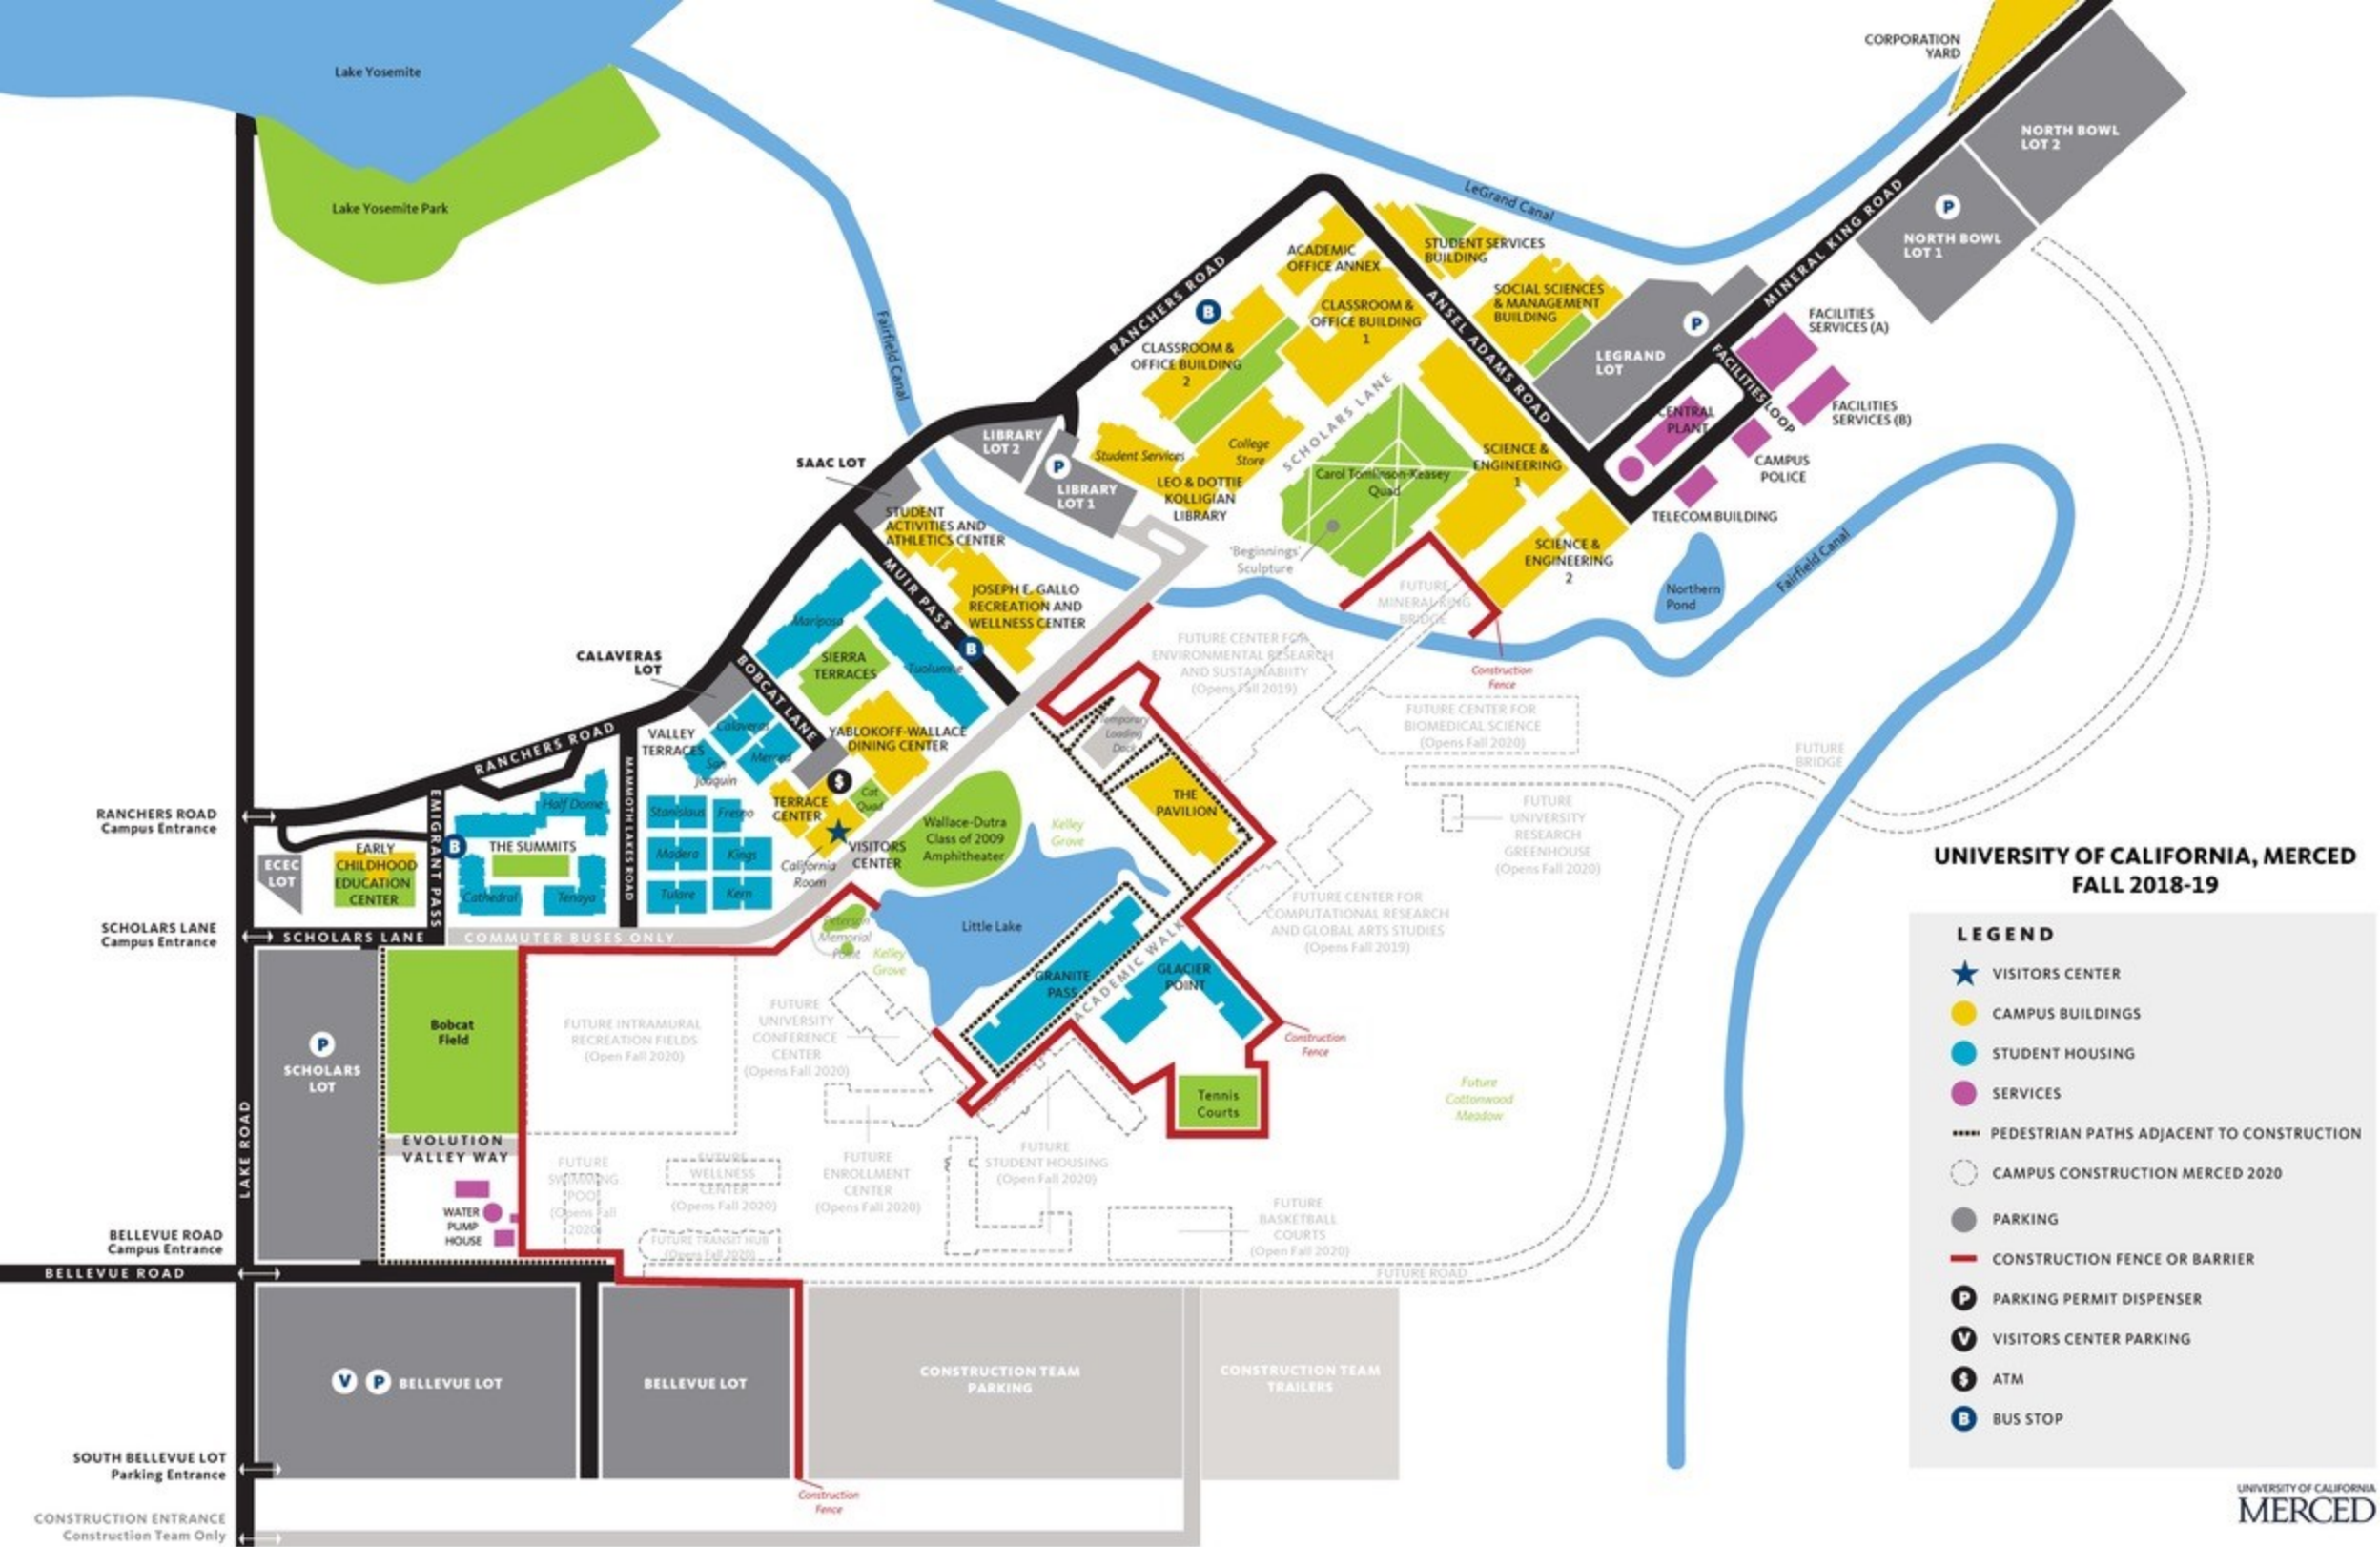 Lake Yosemite
Lake Yosemite Park
CORPORATION
YARD
NORTH BOWL
LOT 2
P
NORTH BOWL
LOT 1
MINERAL KING ROAD
LeGrand Canal
Fairfield Canal
RANCHERS ROAD
B
ACADEMIC
OFFICE ANNEX
STUDENT SERVICES
BUILDING
SOCIAL SCIENCES
& MANAGEMENT
BUILDING
CLASSROOM &
OFFICE BUILDING
1
CLASSROOM &
OFFICE BUILDING
2
ANSEL ADAMS ROAD
P
LEGRAND
LOT
FACILITIES
SERVICES (A)
FACILITIES
SERVICES (B)
FACILITIES LOOP
CENTRAL
PLANT
CAMPUS
POLICE
TELECOM BUILDING
SCHOLARS LANE
Student Services
College
Store
LEO & DOTTIE
KOLLIGIAN
LIBRARY
Carol Tomlinson-Keasey
Quad
'Beginnings'
Sculpture
SCIENCE &
ENGINEERING
1
SCIENCE &
ENGINEERING
2
Northern
Pond
Fairfield Canal
LIBRARY
LOT 2
P
LIBRARY
LOT 1
SAAC LOT
STUDENT
ACTIVITIES AND
ATHLETICS CENTER
MUIR PASS
JOSEPH E. GALLO
RECREATION AND
WELLNESS CENTER
B
Mariposa
SIERRA
TERRACES
Tuolumne
CALAVERAS
LOT
BOBCAT LANE
YABLOKOFF-WALLACE
DINING CENTER
VALLEY
TERRACES
Calaveras
Merced
San
Joaquin
$
Cat
Quad
TERRACE
CENTER
VISITORS
CENTER
California
Room
Stanislaus
Fresno
Madera
Kings
Tulare
Kern
RANCHERS ROAD
MAMMOTH LAKES ROAD
Half Dome
THE SUMMITS
Cathedral
Tenaya
B
EMIGRANT PASS
RANCHERS ROAD
Campus Entrance
ECEC
LOT
EARLY
CHILDHOOD
EDUCATION
CENTER
SCHOLARS LANE
Campus Entrance
SCHOLARS LANE
COMMUTER BUSES ONLY
Wallace-Dutra
Class of 2009
Amphitheater
Kelley
Grove
Little Lake
Peterson
Memorial
Point
Kelley
Grove
Temporary
Loading
Dock
THE
PAVILION
GRANITE
PASS
ACADEMIC WALK
GLACIER
POINT
Tennis
Courts
Construction
Fence
Construction
Fence
FUTURE
MINERAL KING
BRIDGE
FUTURE CENTER FOR
ENVIRONMENTAL RESEARCH
AND SUSTAINABIITY
(Opens Fall 2019)
FUTURE CENTER FOR
BIOMEDICAL SCIENCE
(Opens Fall 2020)
FUTURE
BRIDGE
FUTURE
UNIVERSITY
RESEARCH
GREENHOUSE
(Opens Fall 2020)
FUTURE CENTER FOR
COMPUTATIONAL RESEARCH
AND GLOBAL ARTS STUDIES
(Opens Fall 2019)
Future
Cottonwood
Meadow
P
SCHOLARS
LOT
Bobcat
Field
FUTURE INTRAMURAL
RECREATION FIELDS
(Open Fall 2020)
FUTURE
UNIVERSITY
CONFERENCE
CENTER
(Opens Fall 2020)
EVOLUTION
VALLEY WAY
LAKE ROAD
WATER
PUMP
HOUSE
FUTURE
SWIMMING
POOL
(Opens Fall
2020)
FUTURE
WELLNESS
CENTER
(Opens Fall 2020)
FUTURE TRANSIT HUB
(Opens Fall 2020)
FUTURE
ENROLLMENT
CENTER
(Opens Fall 2020)
FUTURE
STUDENT HOUSING
(Open Fall 2020)
FUTURE
BASKETBALL
COURTS
(Open Fall 2020)
FUTURE ROAD
BELLEVUE ROAD
Campus Entrance
BELLEVUE ROAD
V P BELLEVUE LOT
BELLEVUE LOT
CONSTRUCTION TEAM
PARKING
CONSTRUCTION TEAM
TRAILERS
SOUTH BELLEVUE LOT
Parking Entrance
Construction
Fence
CONSTRUCTION ENTRANCE
Construction Team Only
UNIVERSITY OF CALIFORNIA, MERCED
FALL 2018-19
LEGEND
VISITORS CENTER
CAMPUS BUILDINGS
STUDENT HOUSING
SERVICES
PEDESTRIAN PATHS ADJACENT TO CONSTRUCTION
CAMPUS CONSTRUCTION MERCED 2020
PARKING
CONSTRUCTION FENCE OR BARRIER
P PARKING PERMIT DISPENSER
V VISITORS CENTER PARKING
$ ATM
B BUS STOP
UNIVERSITY OF CALIFORNIA
MERCED